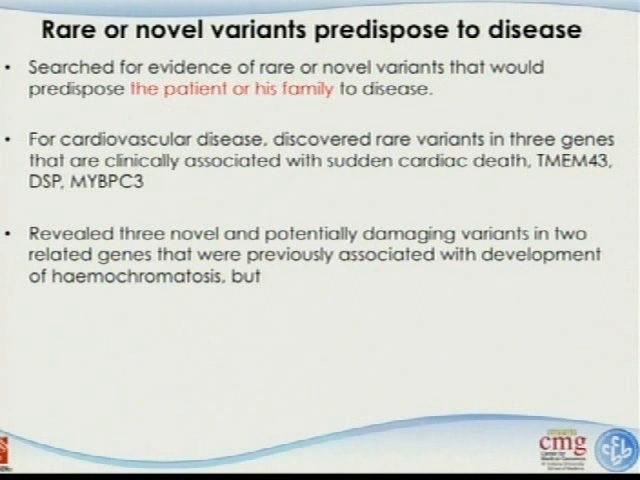 Rare or novel variants predispose to disease
• Searched for evidence of rare or novel variants that would
predispose the patient or his family to disease.
• For cardiovascular disease, discovered rare variants in three genes
that are clinically associated with sudden cardiac death, TMEM43,
DSP, MYBPC3
• Revealed three novel and potentially damaging variants in two
related genes that were previously associated with development
of haemochromatosis, but
cmg